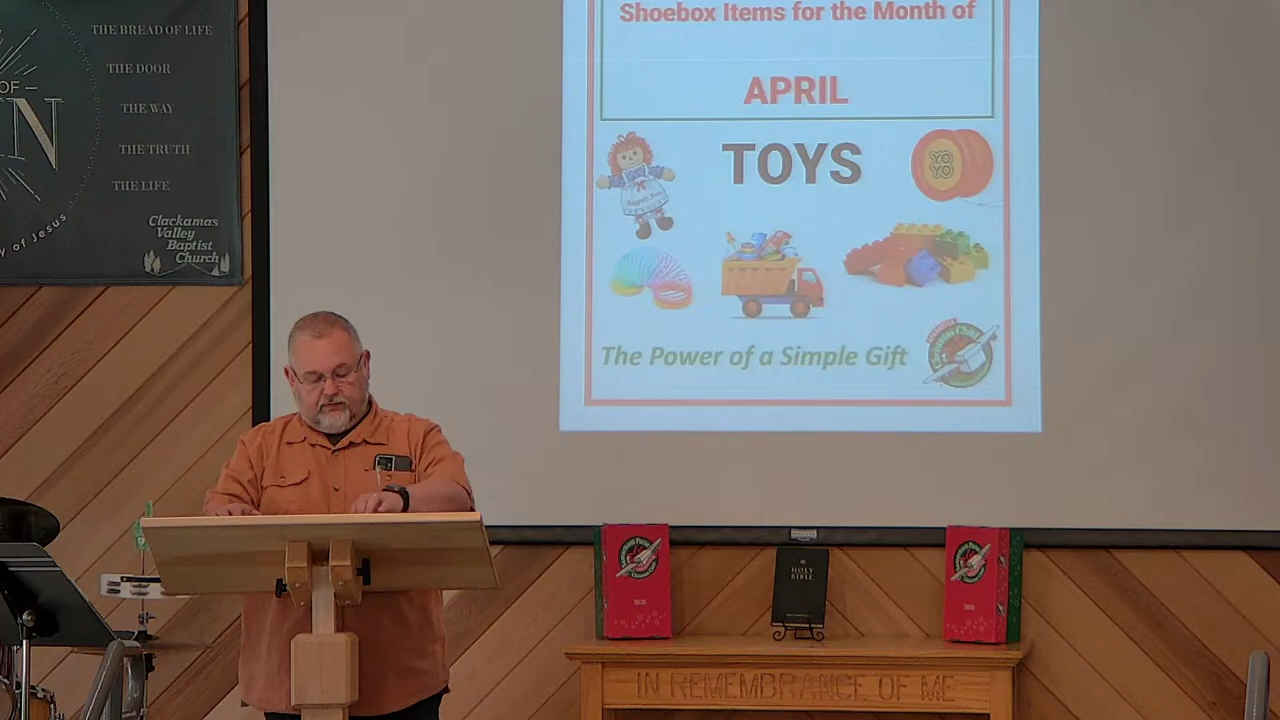 THE BREAD OF LIFE
THE DOOR
THE WAY
THE TRUTH
THE LIFE
OF
y of Jesus
Clackamas
Valley
Baptist
Church
Shoebox Items for the Month of
APRIL
TOYS
YO
YO
The Power of a Simple Gift
HOLY
BIBLE
IN REMEMBRANCE OF ME